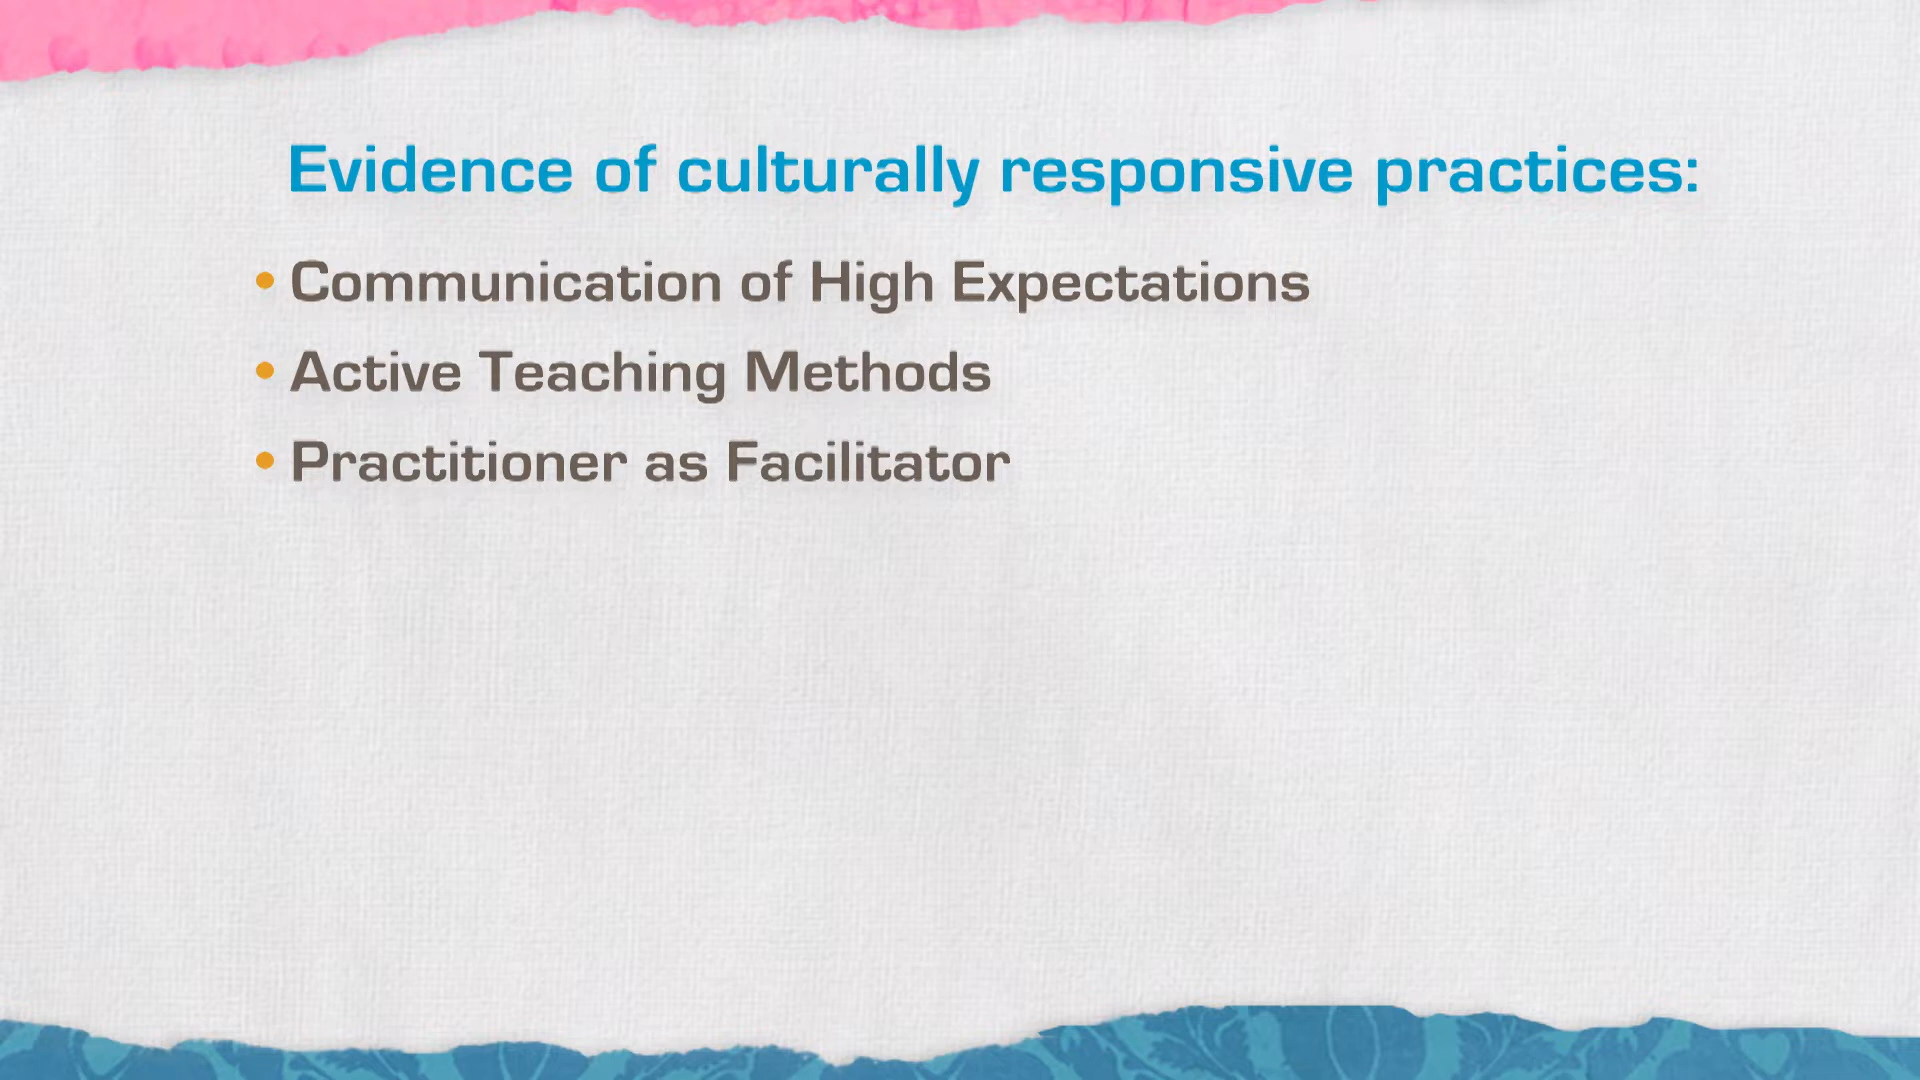 Evidence of culturally responsive practices:
• Communication of High Expectations
• Active Teaching Methods
• Practitioner as Facilitator